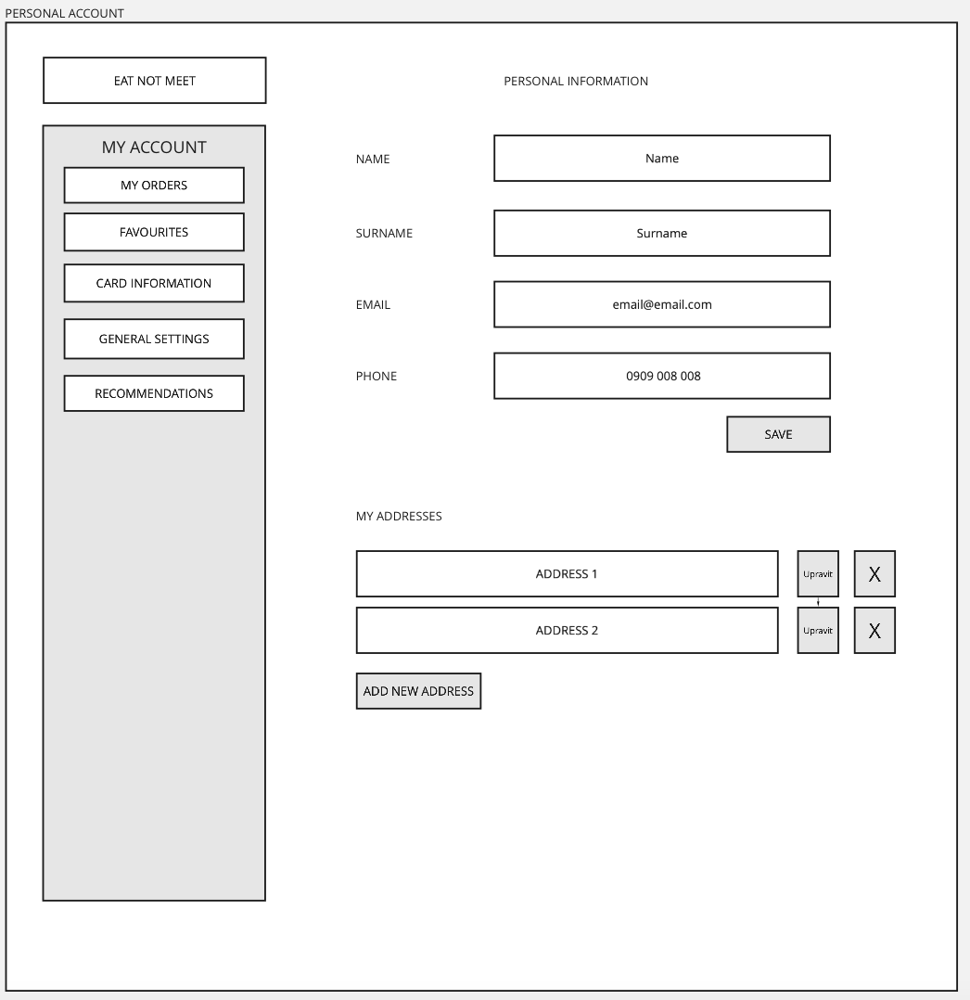 PERSONAL ACCOUNT
EAT NOT MEET
PERSONAL INFORMATION
MY ACCOUNT
MY ORDERS
FAVOURITES
CARD INFORMATION
GENERAL SETTINGS
RECOMMENDATIONS
NAME
Name
SURNAME
Surname
EMAIL
email@email.com
PHONE
0909 008 008
SAVE
MY ADDRESSES
ADDRESS 1
Upravit
X
ADDRESS 2
Upravit
X
ADD NEW ADDRESS